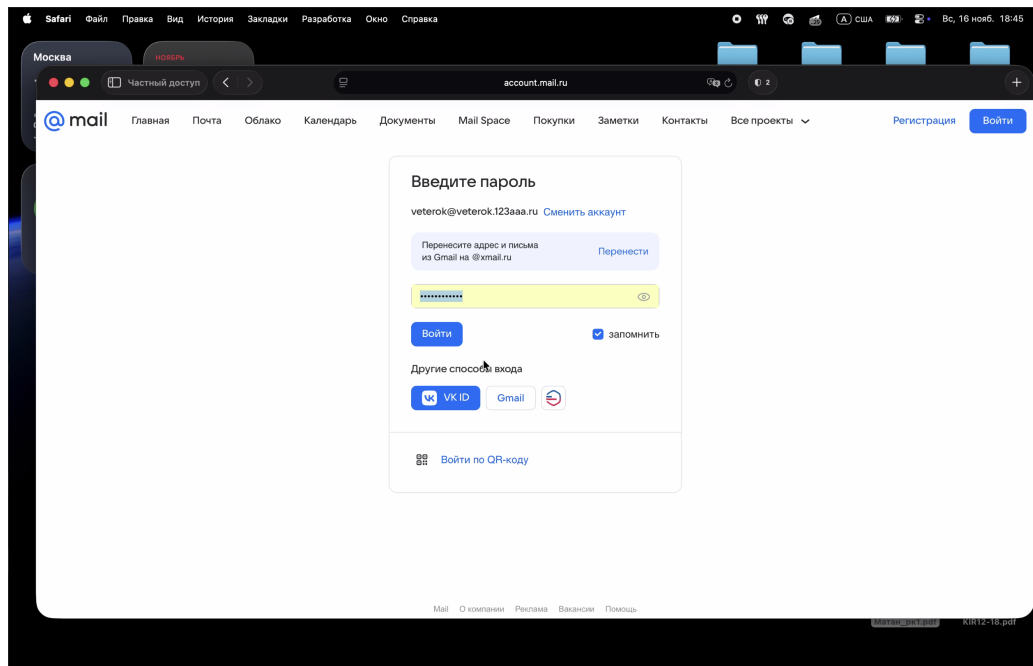 Safari Файл Правка Вид История Закладки Разработка Окно Справка
США Вс, 16 нояб. 18:45
Москва
НОЯБРЬ
Частный доступ account.mail.ru 2
mail Главная Почта Облако Календарь Документы Mail Space Покупки Заметки Контакты Все проекты Регистрация Войти
Введите пароль
veterok@veterok.123aaa.ru Сменить аккаунт
Перенесите адрес и письма
из Gmail на @xmail.ru
Перенести
Войти запомнить
Другие способы входа
VK ID Gmail
Войти по QR-коду
Mail О компании Реклама Вакансии Помощь
Матан_рк1.pdf KIR12-18.pdf